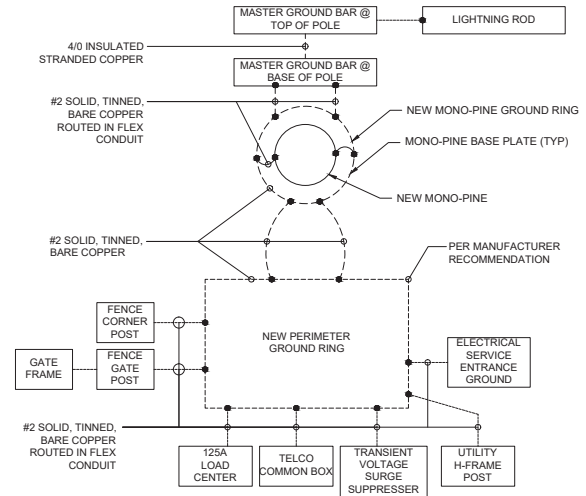 MASTER GROUND BAR @
TOP OF POLE
LIGHTNING ROD
4/0 INSULATED
STRANDED COPPER
MASTER GROUND BAR @
BASE OF POLE
#2 SOLID, TINNED,
BARE COPPER
ROUTED IN FLEX
CONDUIT
NEW MONO-PINE GROUND RING
MONO-PINE BASE PLATE (TYP)
NEW MONO-PINE
#2 SOLID, TINNED,
BARE COPPER
PER MANUFACTURER
RECOMMENDATION
FENCE
CORNER
POST
NEW PERIMETER
GROUND RING
GATE
FRAME
FENCE
GATE
POST
ELECTRICAL
SERVICE
ENTRANCE
GROUND
#2 SOLID, TINNED,
BARE COPPER
ROUTED IN FLEX
CONDUIT
125A
LOAD
CENTER
TELCO
COMMON BOX
TRANSIENT
VOLTAGE
SURGE
SUPPRESSER
UTILITY
H-FRAME
POST